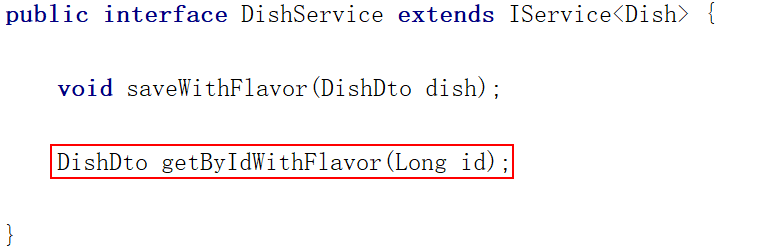 public interface DishService extends IService<Dish> {
void saveWithFlavor(DishDto dish);
DishDto getByIdWithFlavor(Long id);
}